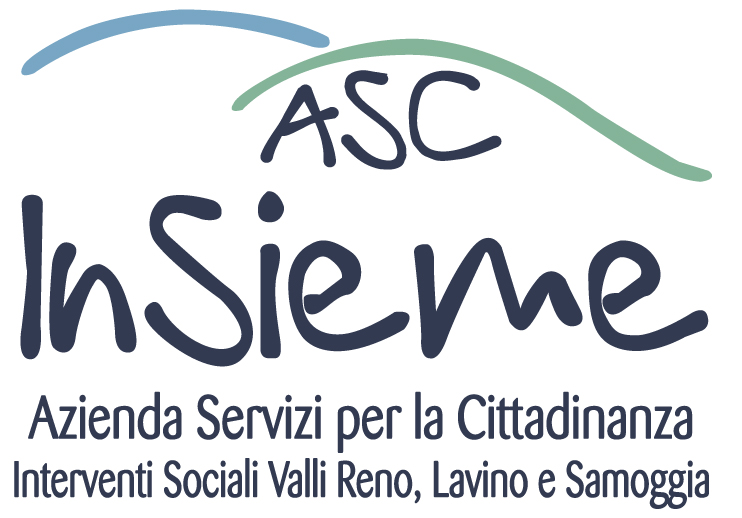 ASC
InSieme
Azienda Servizi per la Cittadinanza
Interventi Sociali Valli Reno, Lavino e Samoggia